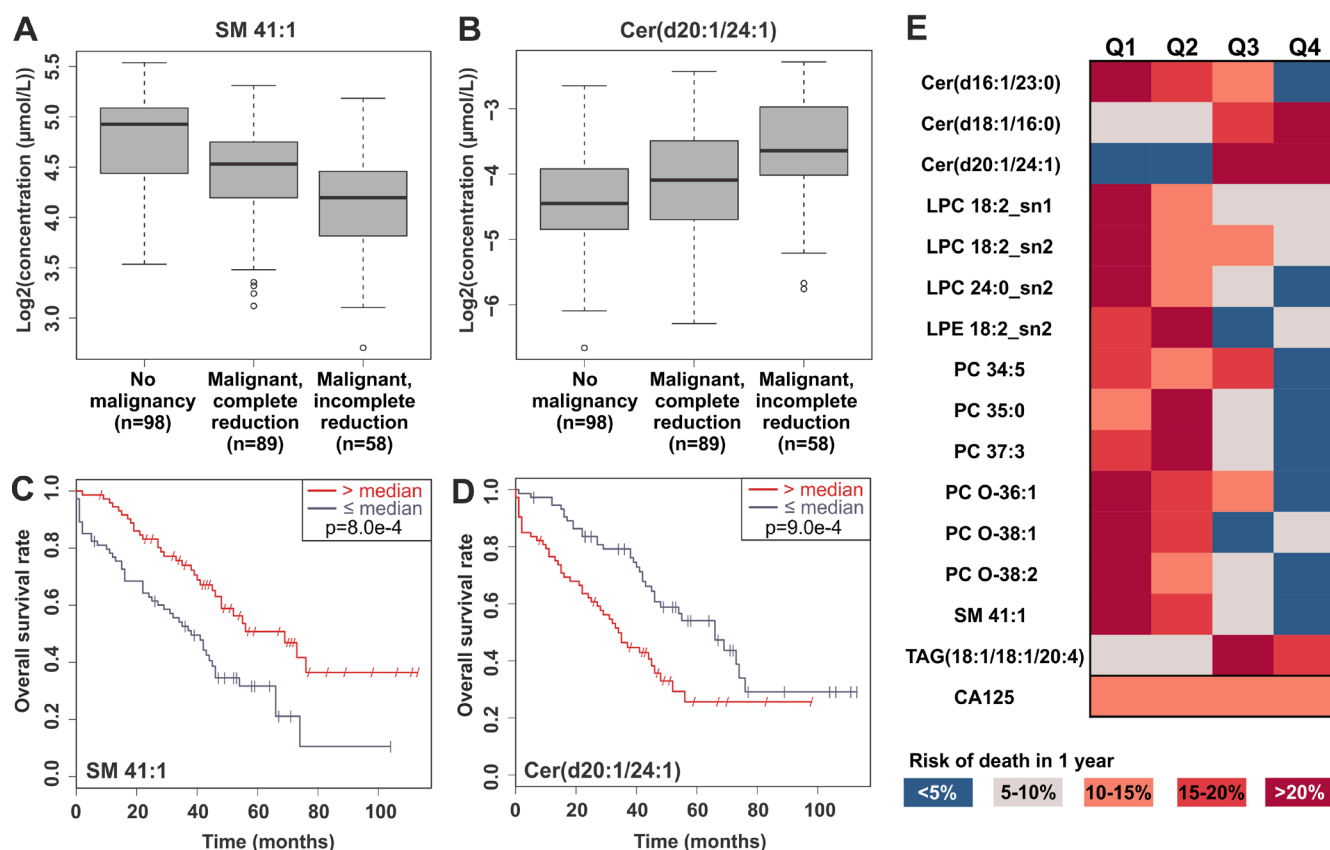 A
SM 41:1
Log2(concentration (µmol/L))
5.5
5.0
4.5
4.0
3.5
3.0
No
malignancy
(n=98)
Malignant,
complete
reduction
(n=89)
Malignant,
incomplete
reduction
(n=58)
B
Cer(d20:1/24:1)
Log2(concentration (µmol/L))
−3
−4
−5
−6
No
malignancy
(n=98)
Malignant,
complete
reduction
(n=89)
Malignant,
incomplete
reduction
(n=58)
C
> median
≤ median
p=8.0e-4
Overall survival rate
1.0
0.8
0.6
0.4
0.2
0.0
SM 41:1
0 20 40 60 80 100
Time (months)
D
> median
≤ median
p=9.0e-4
Overall survival rate
1.0
0.8
0.6
0.4
0.2
0.0
Cer(d20:1/24:1)
0 20 40 60 80 100
Time (months)
E
Q1 Q2 Q3 Q4
Cer(d16:1/23:0)
Cer(d18:1/16:0)
Cer(d20:1/24:1)
LPC 18:2_sn1
LPC 18:2_sn2
LPC 24:0_sn2
LPE 18:2_sn2
PC 34:5
PC 35:0
PC 37:3
PC O-36:1
PC O-38:1
PC O-38:2
SM 41:1
TAG(18:1/18:1/20:4)
CA125
Risk of death in 1 year
<5% 5-10% 10-15% 15-20% >20%